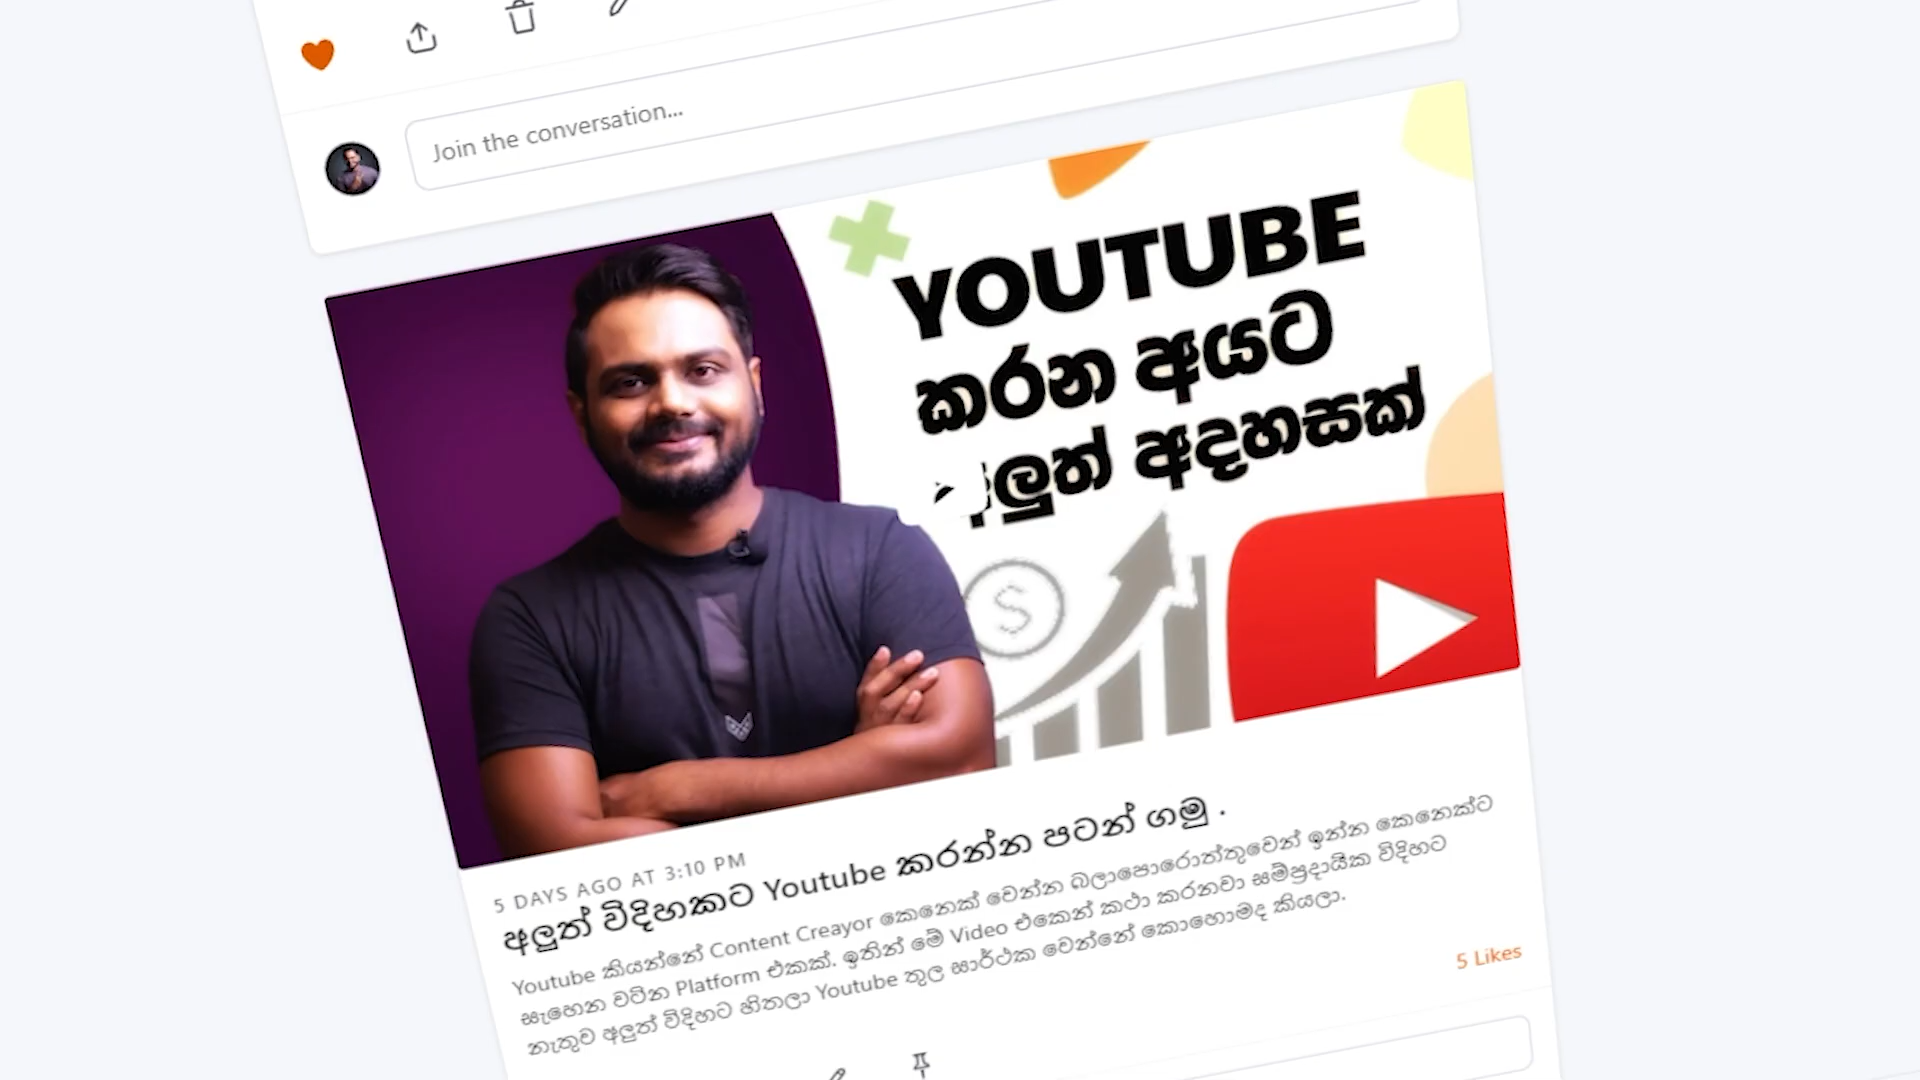 Join the conversation...
YOUTUBE
කරන අයට
අලුත් අදහසක්
$
5 DAYS AGO AT 3:10 PM
අලුත් විදිහකට Youtube කරන්න පටන් ගමු .
Youtube කියන්නේ Content Creayor කෙනෙක් වෙන්න බලාපොරොත්තුවෙන් ඉන්න කෙනෙක්ට
සෑහෙන වටින Platform එකක්. ඉතින් මේ Video එකෙන් කථා කරනවා සම්ප්‍රදායික විදිහට
නැතුව අලුත් විදිහට හිතලා Youtube තුල සාර්ථක වෙන්නේ කොහොමද කියලා.
5 Likes